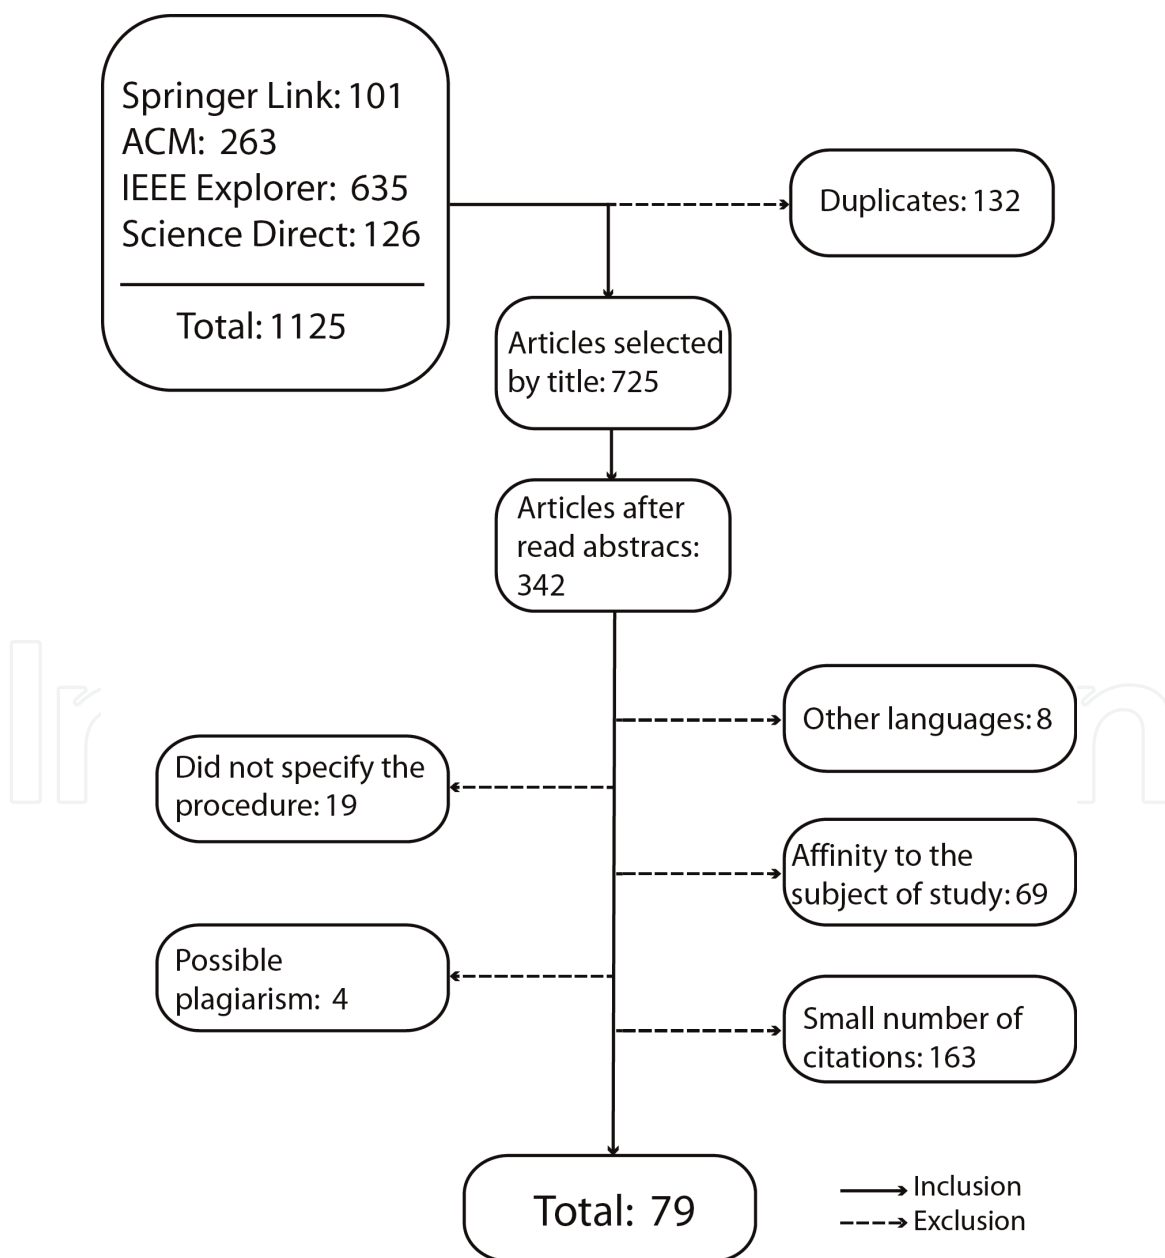 Springer Link: 101
ACM: 263
IEEE Explorer: 635
Science Direct: 126
Total: 1125
Duplicates: 132
Articles selected
by title: 725
Articles after
read abstracs:
342
Other languages: 8
Did not specify the
procedure: 19
Affinity to the
subject of study: 69
Possible
plagiarism: 4
Small number of
citations: 163
Total: 79
Inclusion
Exclusion